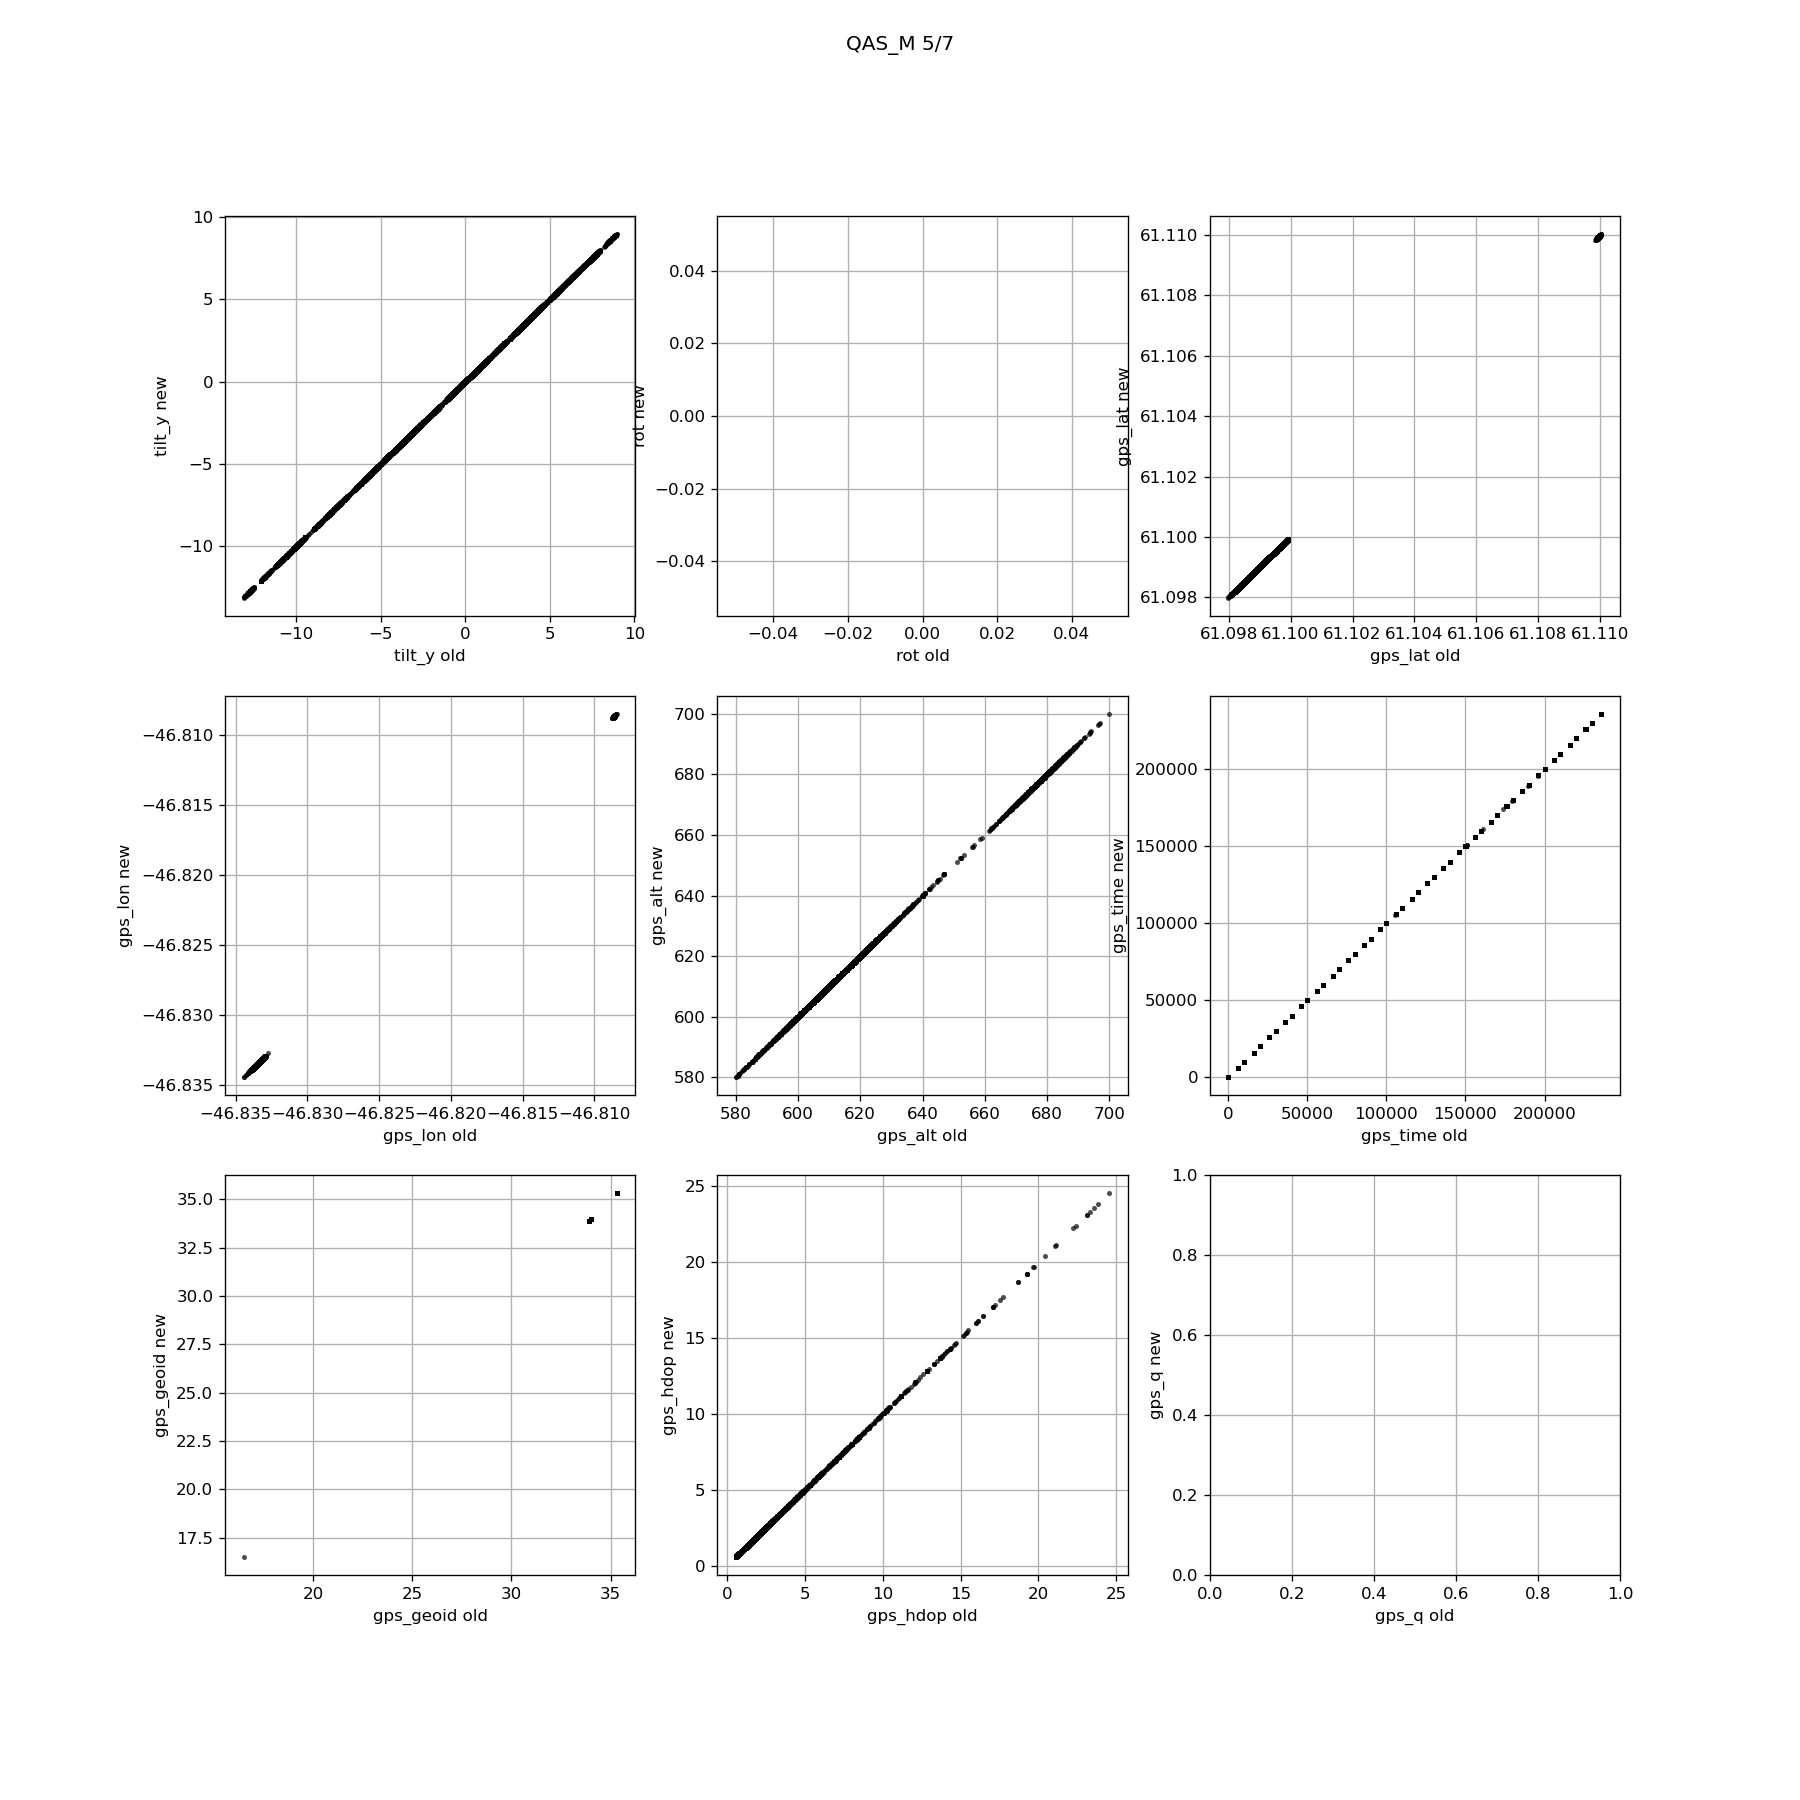 QAS_M 5/7
10
5
0
−5
−10
tilt_y new
−10 −5 0 5 10
tilt_y old
0.04
0.02
0.00
−0.02
−0.04
rot new
−0.04 −0.02 0.00 0.02 0.04
rot old
61.110
61.108
61.106
61.104
61.102
61.100
61.098
gps_lat new
61.098 61.100 61.102 61.104 61.106 61.108 61.110
gps_lat old
−46.810
−46.815
−46.820
−46.825
−46.830
−46.835
gps_lon new
−46.835 −46.830 −46.825 −46.820 −46.815 −46.810
gps_lon old
700
680
660
640
620
600
580
gps_alt new
580 600 620 640 660 680 700
gps_alt old
200000
150000
100000
50000
0
gps_time new
0 50000 100000 150000 200000
gps_time old
35.0
32.5
30.0
27.5
25.0
22.5
20.0
17.5
gps_geoid new
20 25 30 35
gps_geoid old
25
20
15
10
5
0
gps_hdop new
0 5 10 15 20 25
gps_hdop old
1.0
0.8
0.6
0.4
0.2
0.0
gps_q new
0.0 0.2 0.4 0.6 0.8 1.0
gps_q old